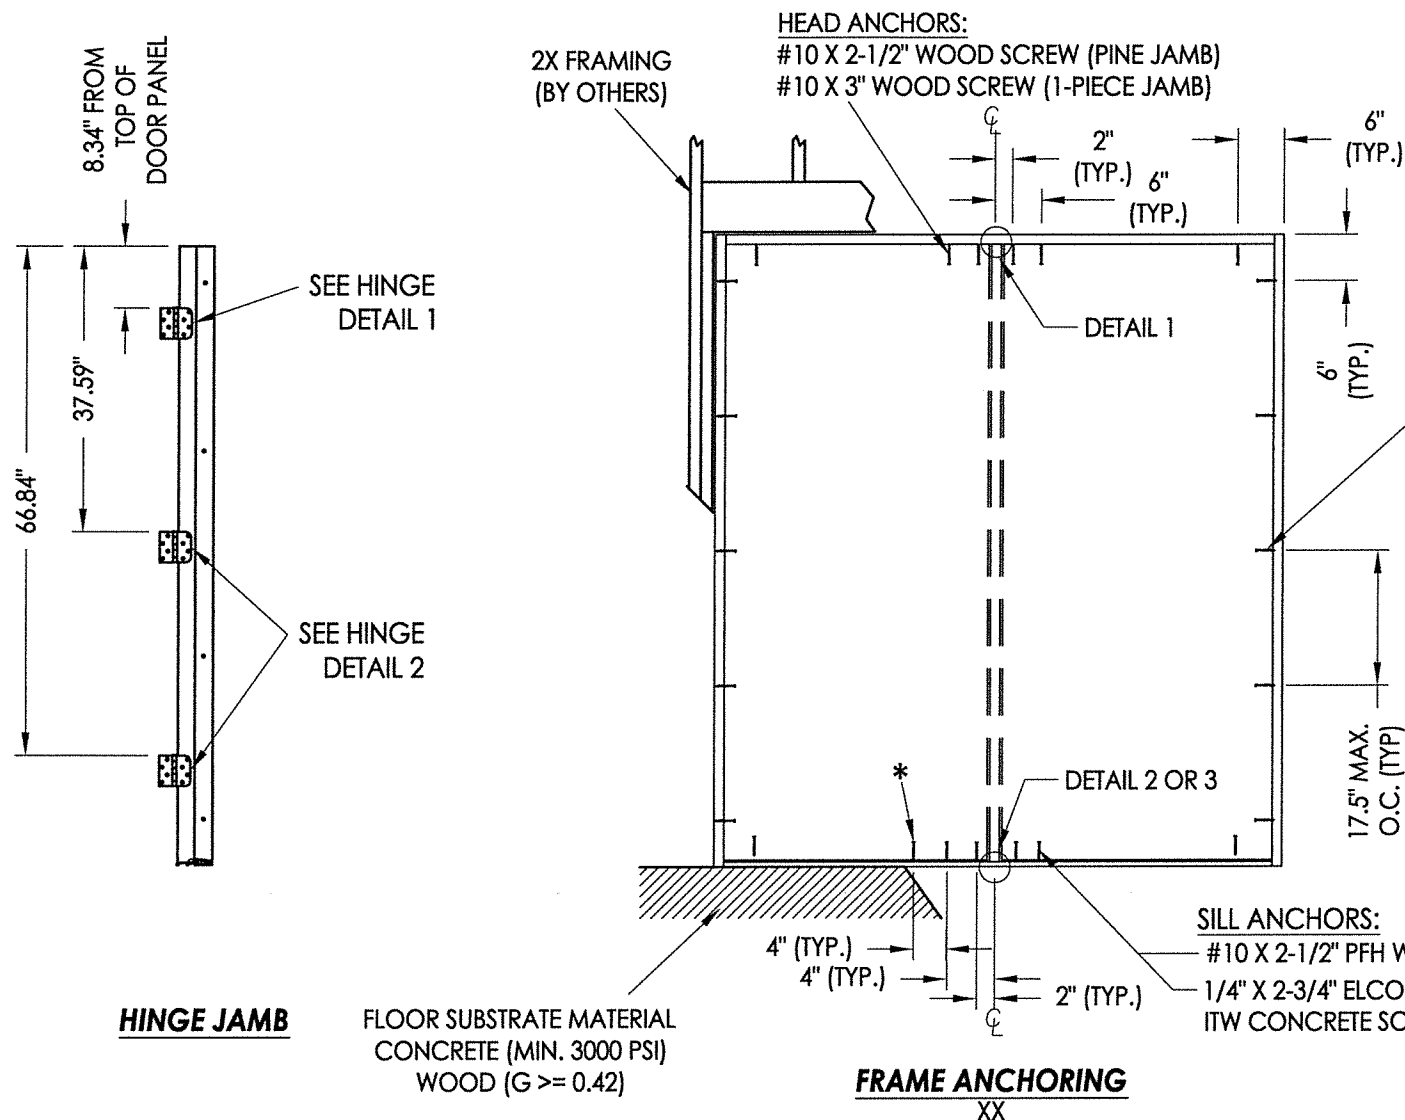 HEAD ANCHORS:
#10 X 2-1/2" WOOD SCREW (PINE JAMB)
#10 X 3" WOOD SCREW (1-PIECE JAMB)
2X FRAMING
(BY OTHERS)
8.34" FROM
TOP OF
DOOR PANEL
℄
2"
(TYP.)
6"
(TYP.)
6"
(TYP.)
6"
(TYP.)
SEE HINGE
DETAIL 1
DETAIL 1
37.59"
66.84"
SEE HINGE
DETAIL 2
*
DETAIL 2 OR 3
17.5" MAX.
O.C. (TYP)
SILL ANCHORS:
#10 X 2-1/2" PFH
1/4" X 2-3/4" ELCO
ITW CONCRETE
4" (TYP.)
4" (TYP.)
2" (TYP.)
℄
HINGE JAMB
FLOOR SUBSTRATE MATERIAL
CONCRETE (MIN. 3000 PSI)
WOOD (G >= 0.42)
FRAME ANCHORING
XX